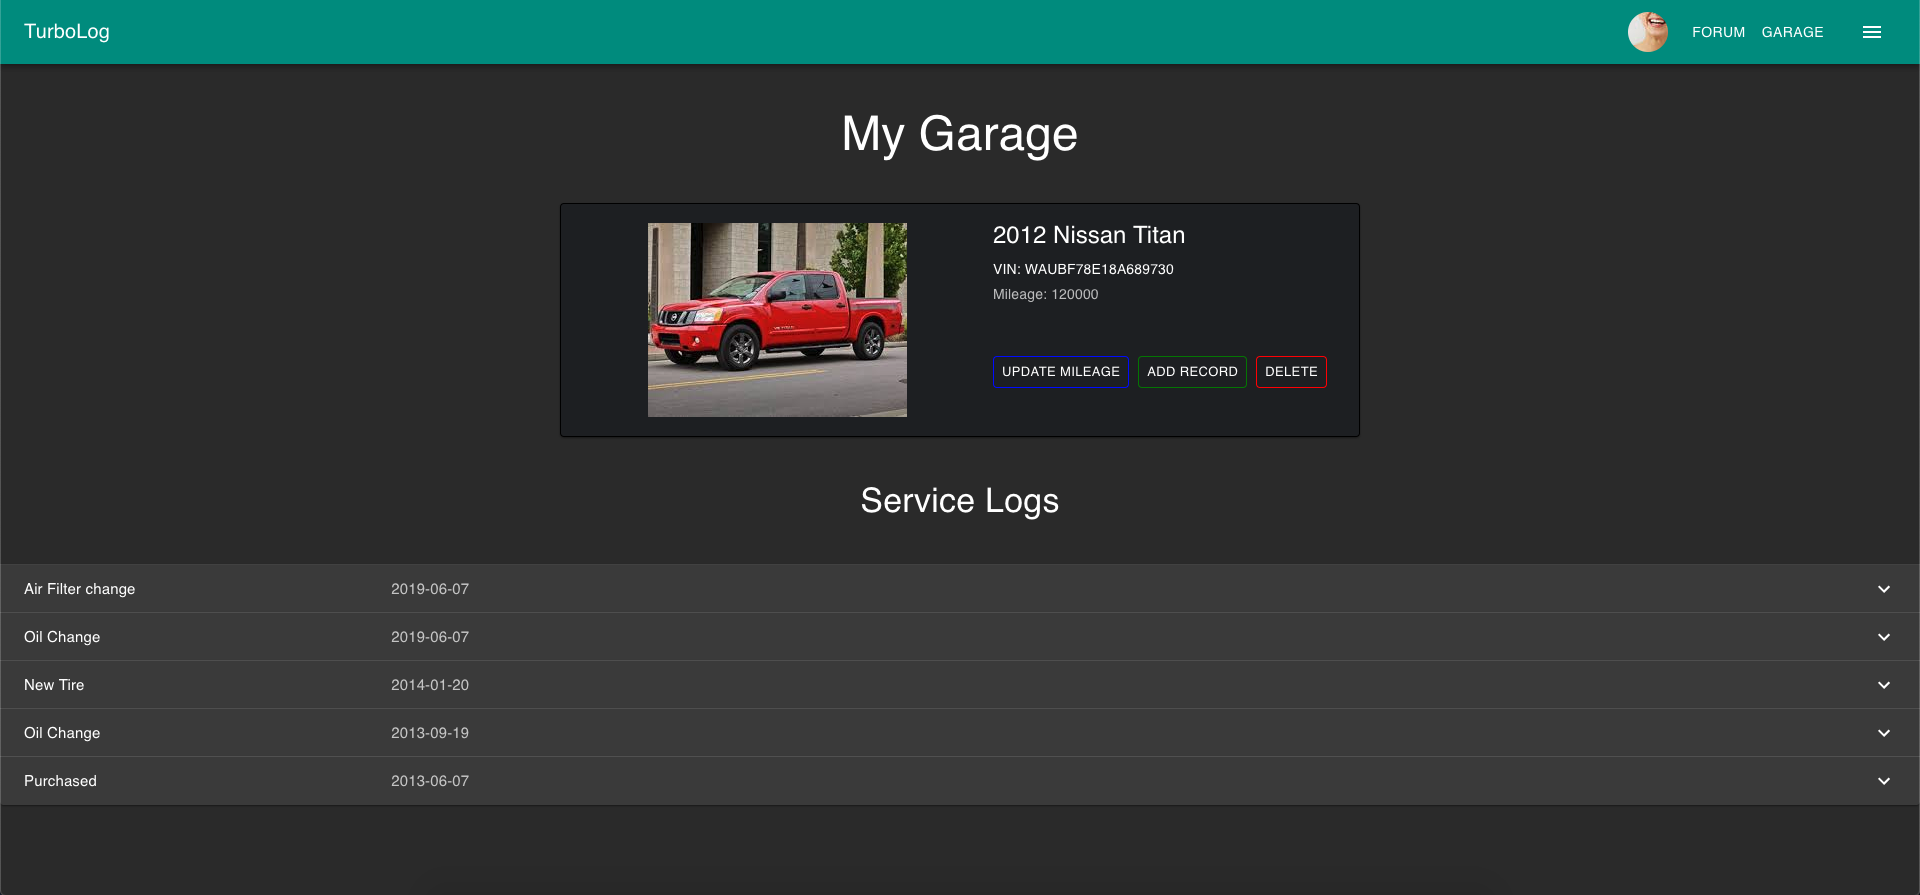 TurboLog
FORUM GARAGE
My Garage
2012 Nissan Titan
VIN: WAUBF78E18A689730
Mileage: 120000
UPDATE MILEAGE ADD RECORD DELETE
Service Logs
Air Filter change 2019-06-07
Oil Change 2019-06-07
New Tire 2014-01-20
Oil Change 2013-09-19
Purchased 2013-06-07